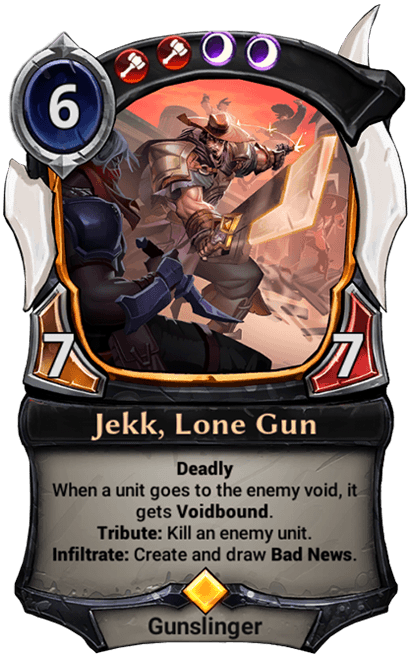 6
7
7
Jekk, Lone Gun
Deadly
When a unit goes to the enemy void, it
gets Voidbound.
Tribute: Kill an enemy unit.
Infiltrate: Create and draw Bad News.
Gunslinger